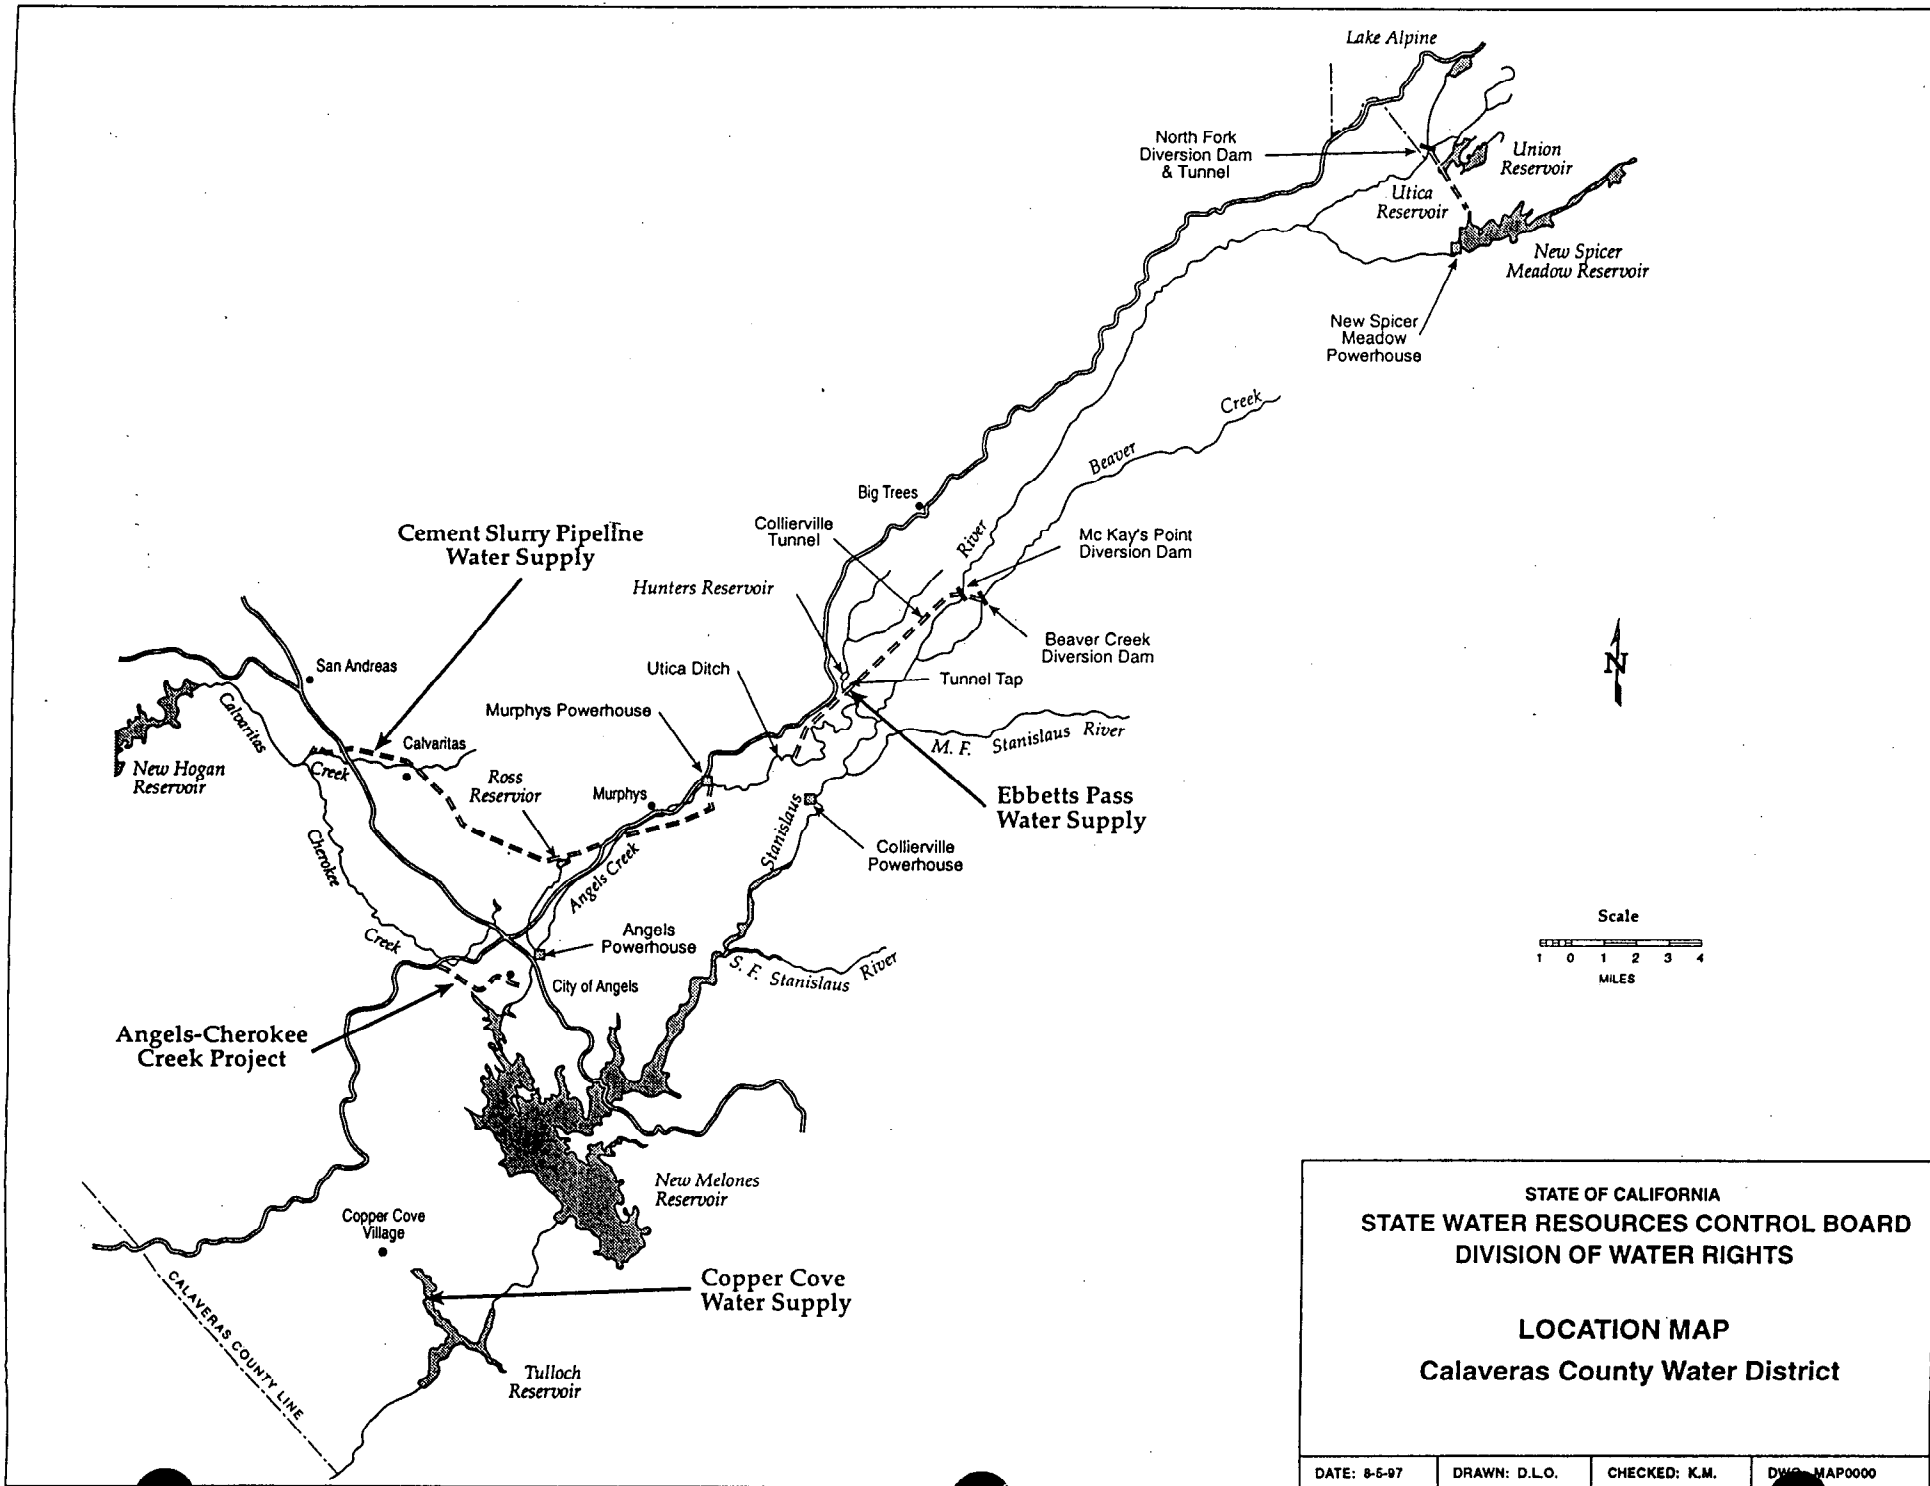 Lake Alpine
North Fork
Diversion Dam
& Tunnel
Union
Reservoir
Utica
Reservoir
New Spicer
Meadow Reservoir
New Spicer
Meadow
Powerhouse
Creek
Beaver
Big Trees
Collierville
Tunnel
River
Mc Kay's Point
Diversion Dam
Cement Slurry Pipeline
Water Supply
Hunters Reservoir
Beaver Creek
Diversion Dam
N
San Andreas
Utica Ditch
Tunnel Tap
Murphys Powerhouse
Calvaritas
M. F. Stanislaus River
Calvaritas
New Hogan
Reservoir
Creek
Ross
Reservior
Murphys
Ebbetts Pass
Water Supply
Stanislaus
Cherokee
Collierville
Powerhouse
Angels Creek
Creek
Angels
Powerhouse
S. F. Stanislaus River
Scale
1 0 1 2 3 4
MILES
City of Angels
Angels-Cherokee
Creek Project
New Melones
Reservoir
Copper Cove
Village
Copper Cove
Water Supply
CALAVERAS COUNTY LINE
Tulloch
Reservoir
STATE OF CALIFORNIA
STATE WATER RESOURCES CONTROL BOARD
DIVISION OF WATER RIGHTS
LOCATION MAP
Calaveras County Water District
DATE: 8-5-97
DRAWN: D.L.O.
CHECKED: K.M.
MAP0000